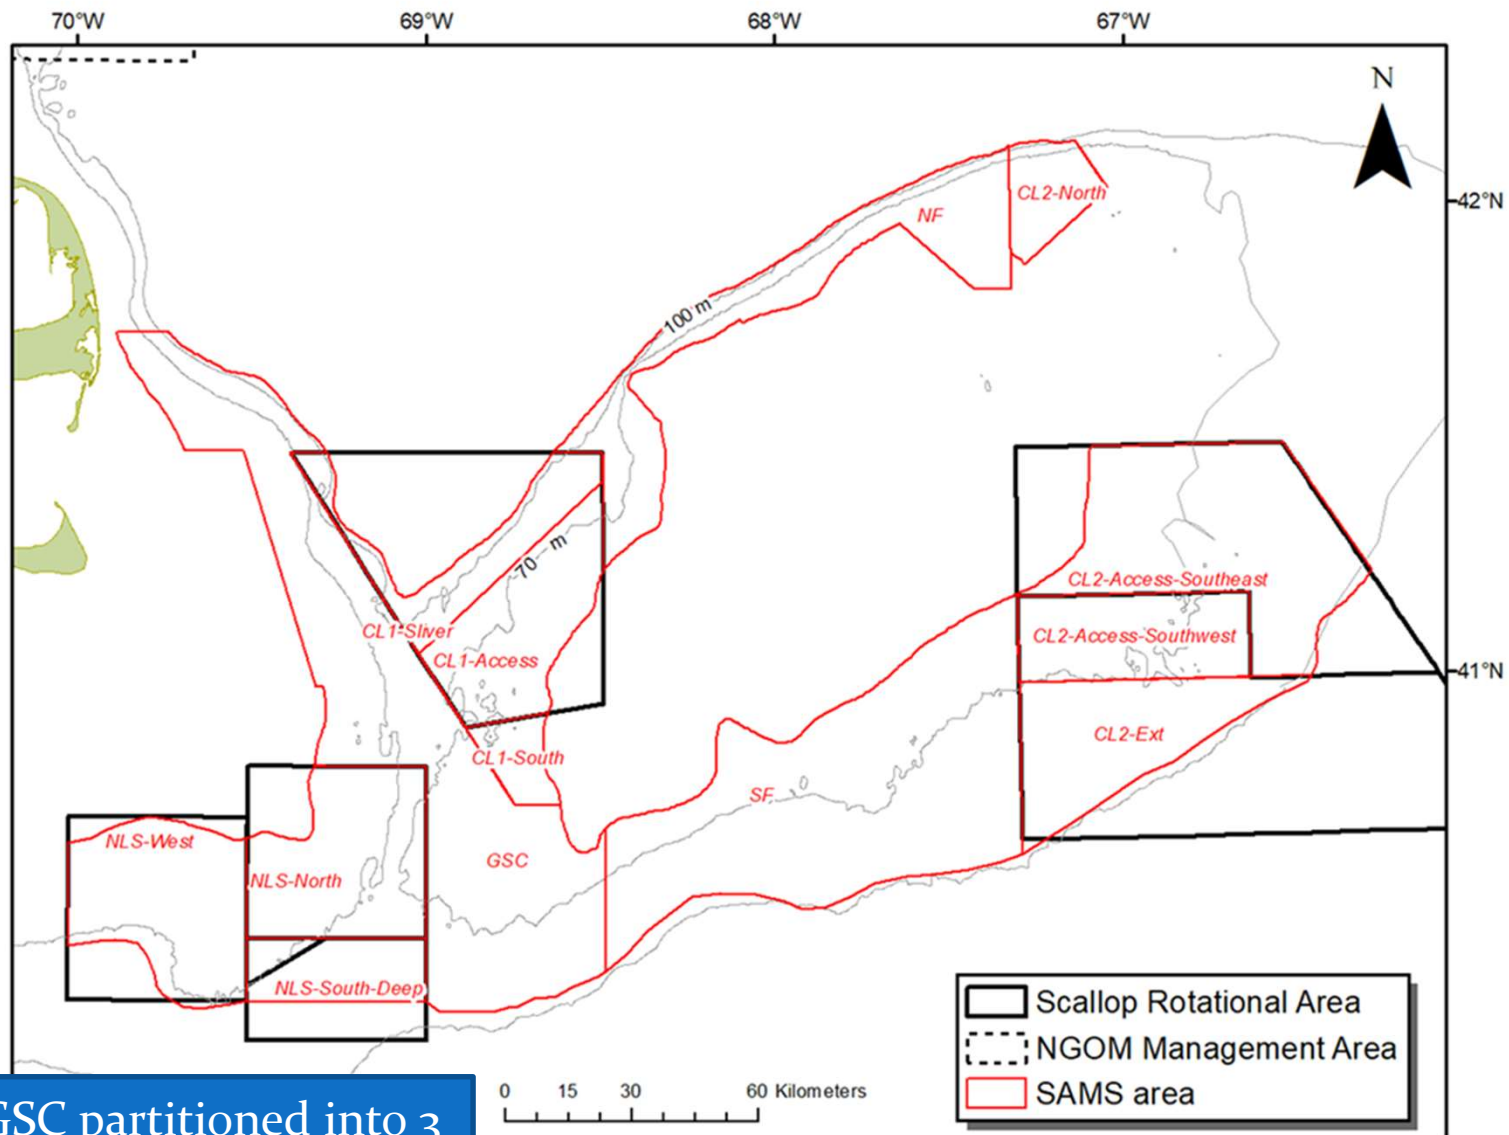 70°W 69°W 68°W 67°W
N
42°N
CL2-North
NF
100 m
70 m
CL2-Access-Southeast
CL1-Sliver
CL2-Access-Southwest
CL1-Access
41°N
CL2-Ext
CL1-South
SF
NLS-West
GSC
NLS-North
NLS-South-Deep
Scallop Rotational Area
NGOM Management Area
SAMS area
0 15 30 60 Kilometers
GSC partitioned into 3